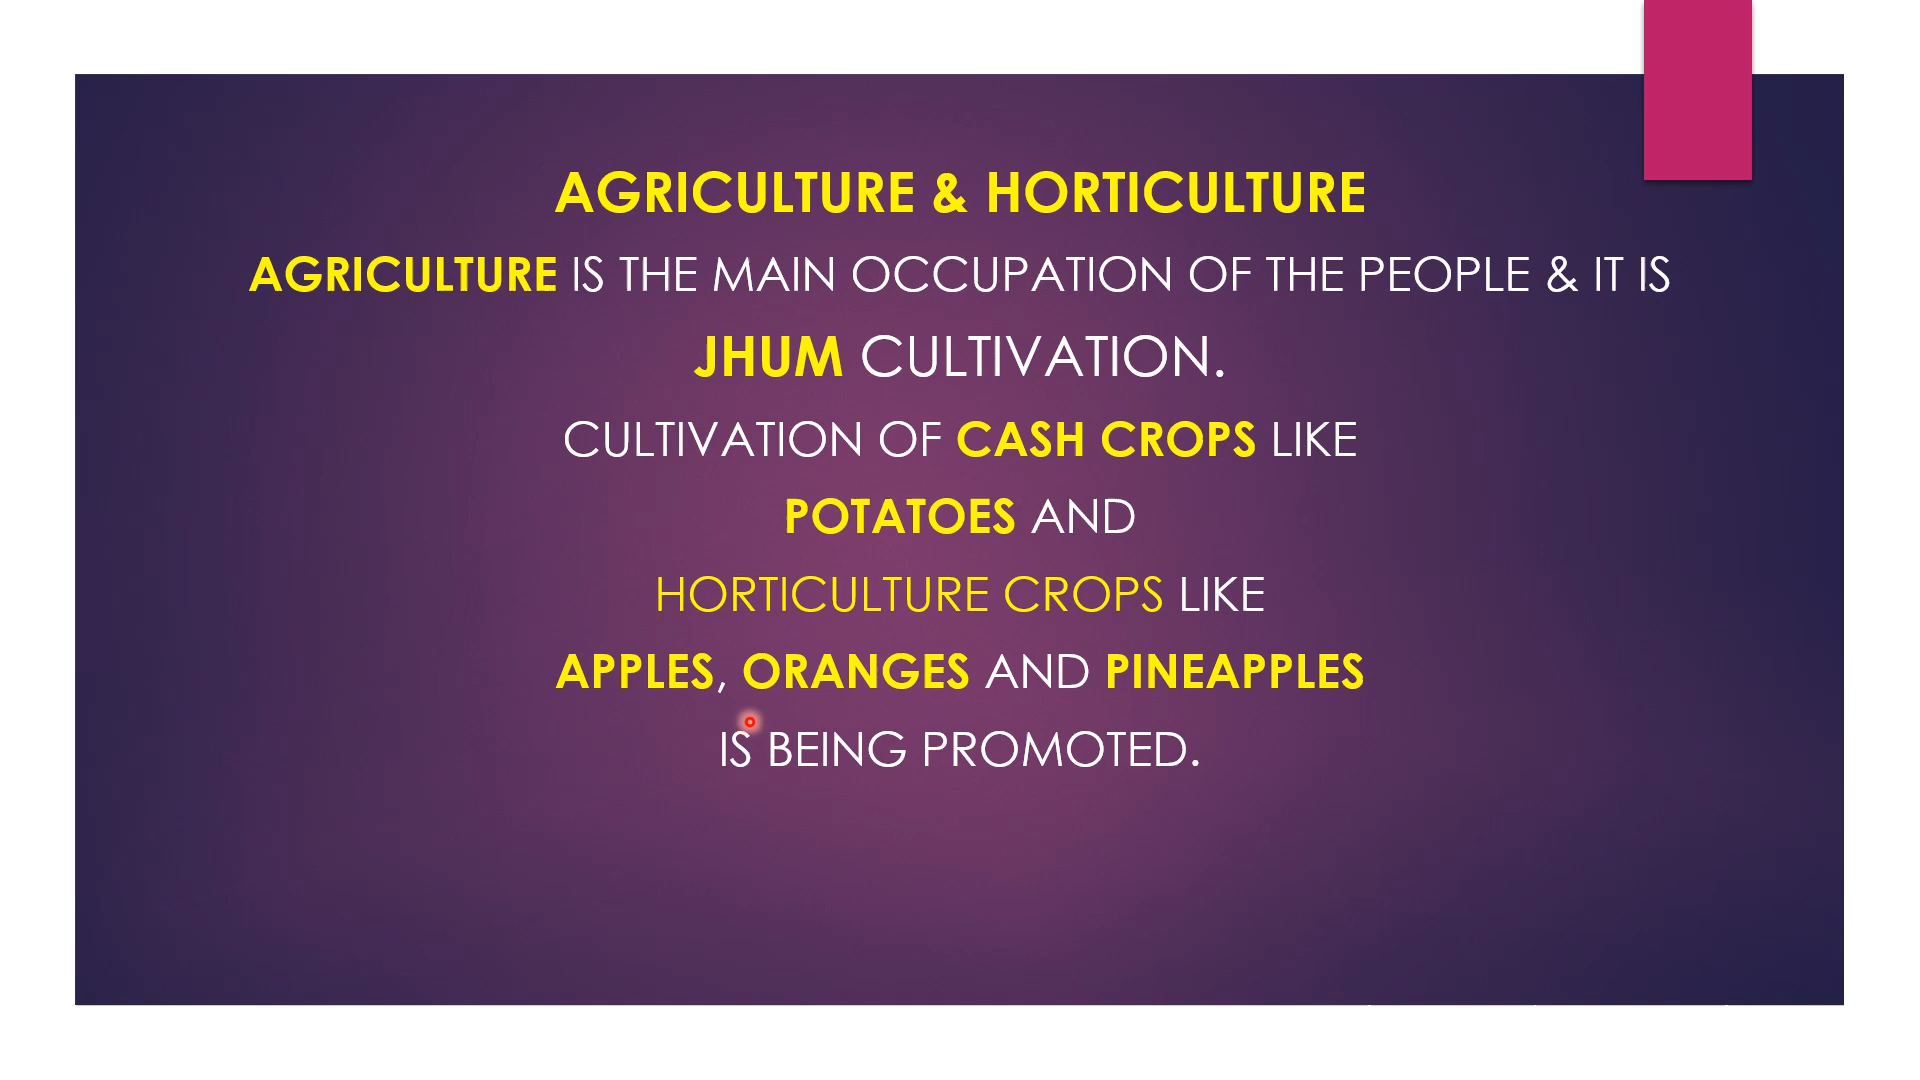 AGRICULTURE & HORTICULTURE
AGRICULTURE IS THE MAIN OCCUPATION OF THE PEOPLE & IT IS
JHUM CULTIVATION.
CULTIVATION OF CASH CROPS LIKE
POTATOES AND
HORTICULTURE CROPS LIKE
APPLES, ORANGES AND PINEAPPLES
IS BEING PROMOTED.